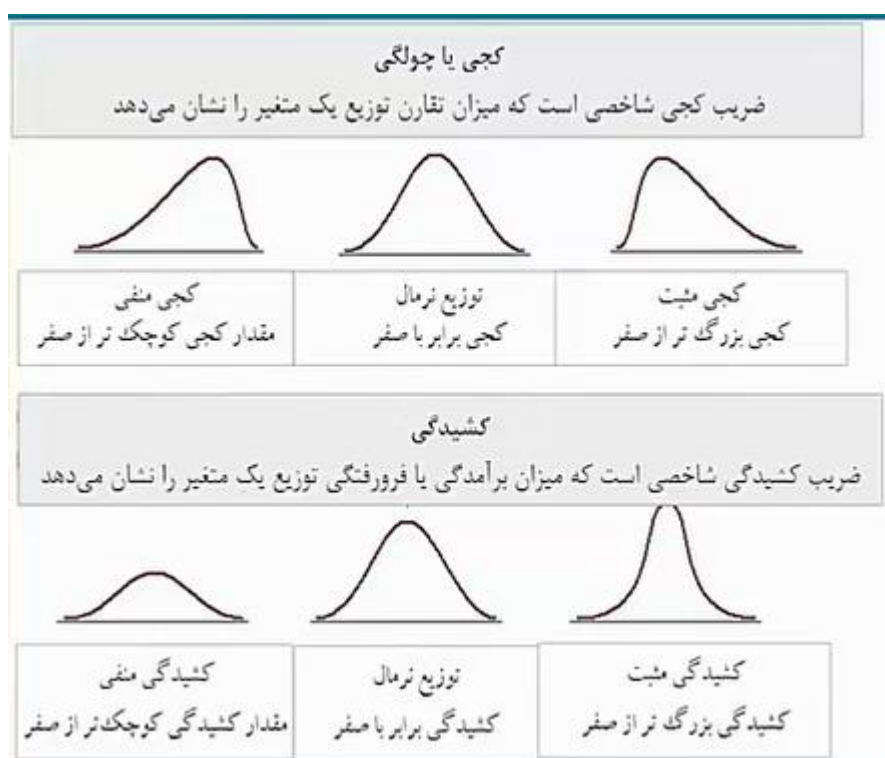 کجی یا چولگی
ضریب کجی شاخصی است که میزان تقارن توزیع یک متغیر را نشان می‌دهد
کجی مثبت
کجی بزرگ تر از صفر
توزیع نرمال
کجی برابر با صفر
کجی منفی
مقدار کجی کوچک تر از صفر
کشیدگی
ضریب کشیدگی شاخصی است که میزان برآمدگی یا فرورفتگی توزیع یک متغیر را نشان می‌دهد
کشیدگی مثبت
کشیدگی بزرگ تر از صفر
توزیع نرمال
کشیدگی برابر با صفر
کشیدگی منفی
مقدار کشیدگی کوچک‌تر از صفر